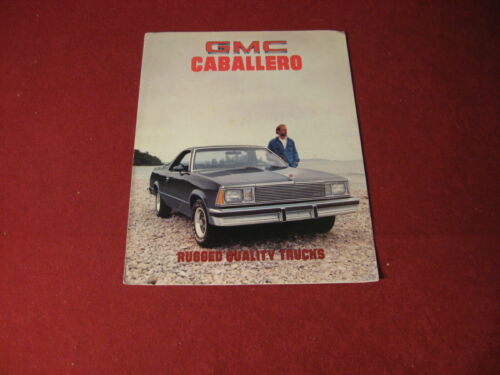 GMC
CABALLERO
RUGGED QUALITY TRUCKS